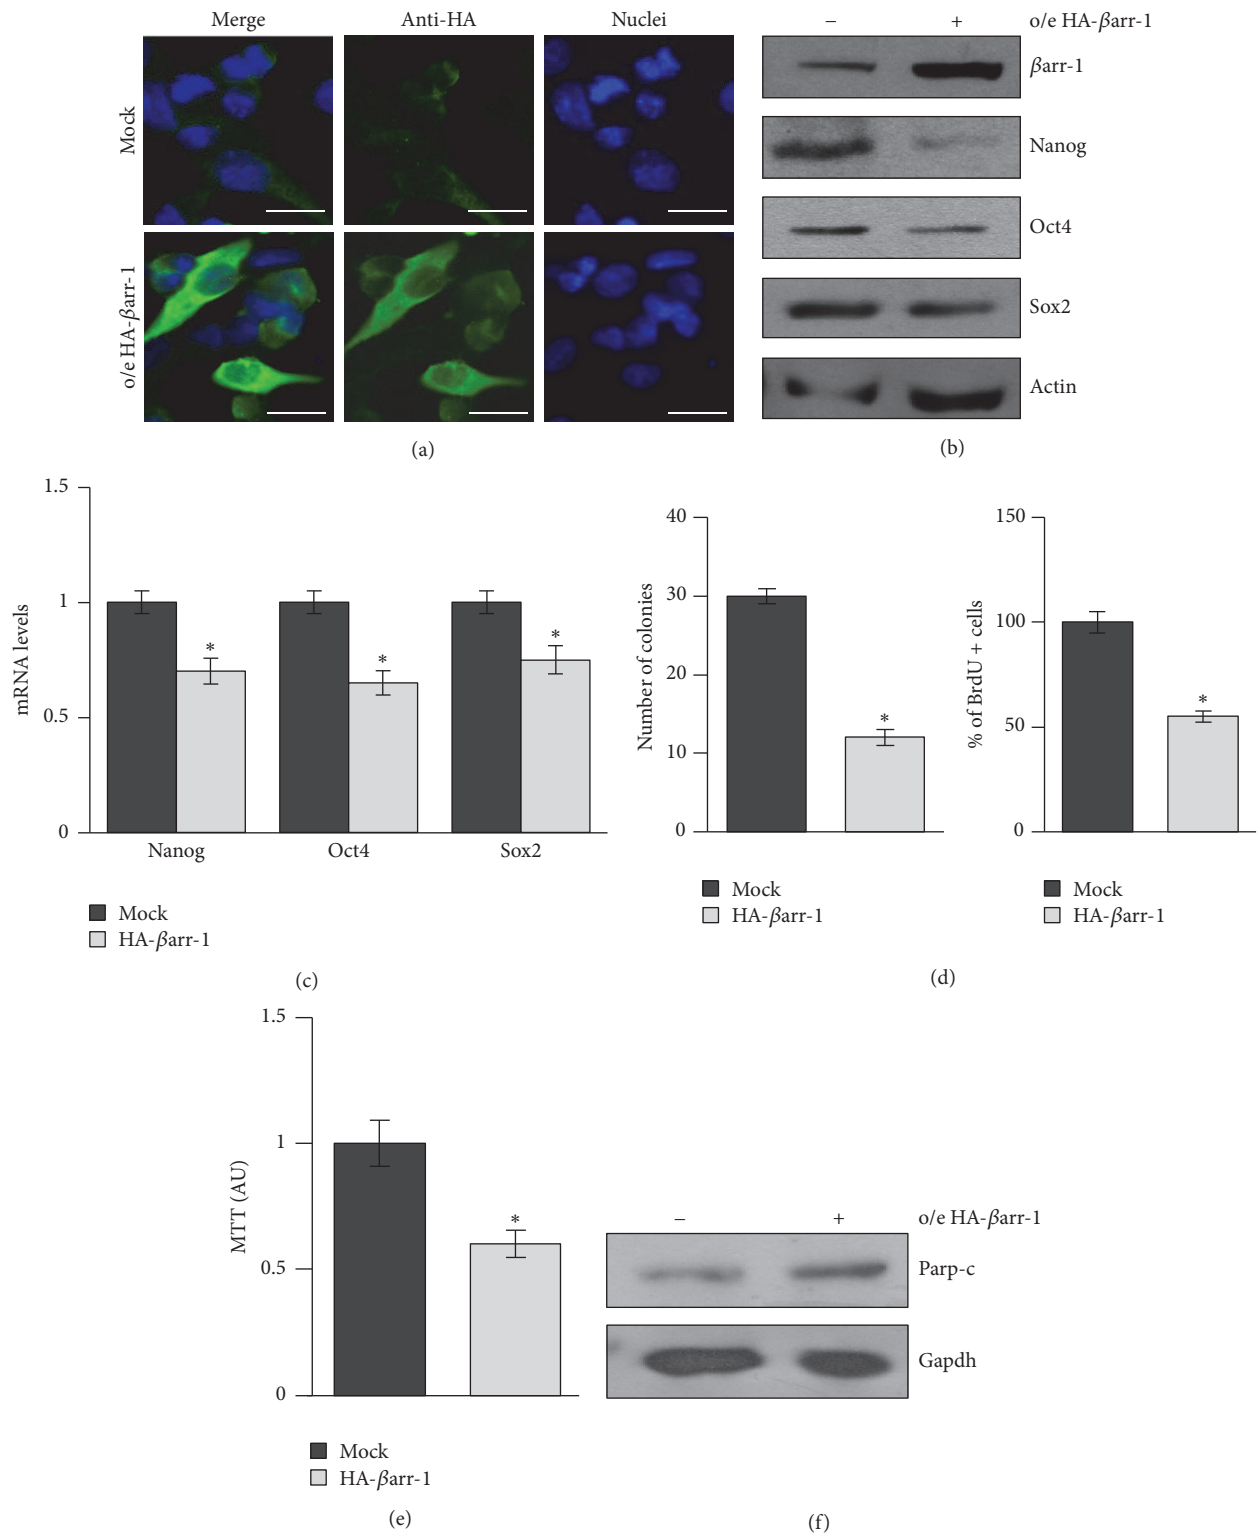 Merge Anti-HA Nuclei
Mock
o/e HA-βarr-1
(a)
− + o/e HA-βarr-1
βarr-1
Nanog
Oct4
Sox2
Actin
(b)
1.5
1
0.5
0
mRNA levels
* * *
Nanog Oct4 Sox2
Mock
HA-βarr-1
(c)
40
30
20
10
0
Number of colonies
*
Mock
HA-βarr-1
150
100
50
0
% of BrdU + cells
*
Mock
HA-βarr-1
(d)
1.5
1
0.5
0
MTT (AU)
*
Mock
HA-βarr-1
(e)
− + o/e HA-βarr-1
Parp-c
Gapdh
(f)